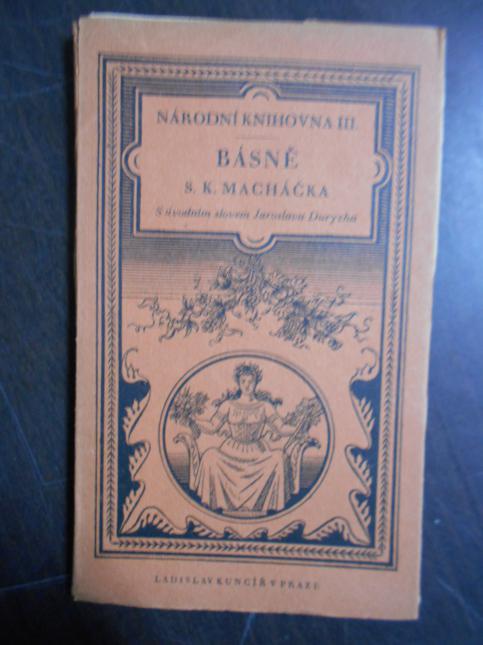 NÁRODNÍ KNIHOVNA III.
BÁSNĚ
S. K. MACHÁČKA
S úvodním slovem Jaroslava Durycha
LADISLAV KUNCÍŘ V PRAZE